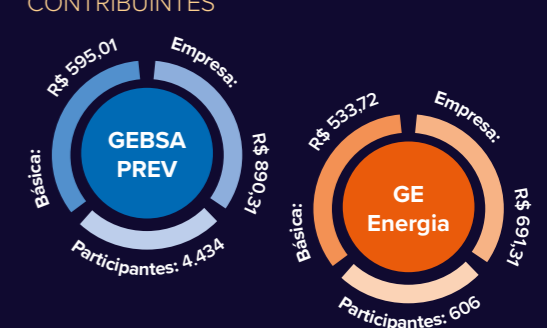 CONTRIBUINTES
Básica: R$ 595,01
Empresa: R$ 890,31
GEBSA
PREV
Participantes: 4.434
Básica: R$ 533,72
Empresa: R$ 691,31
GE
Energia
Participantes: 606